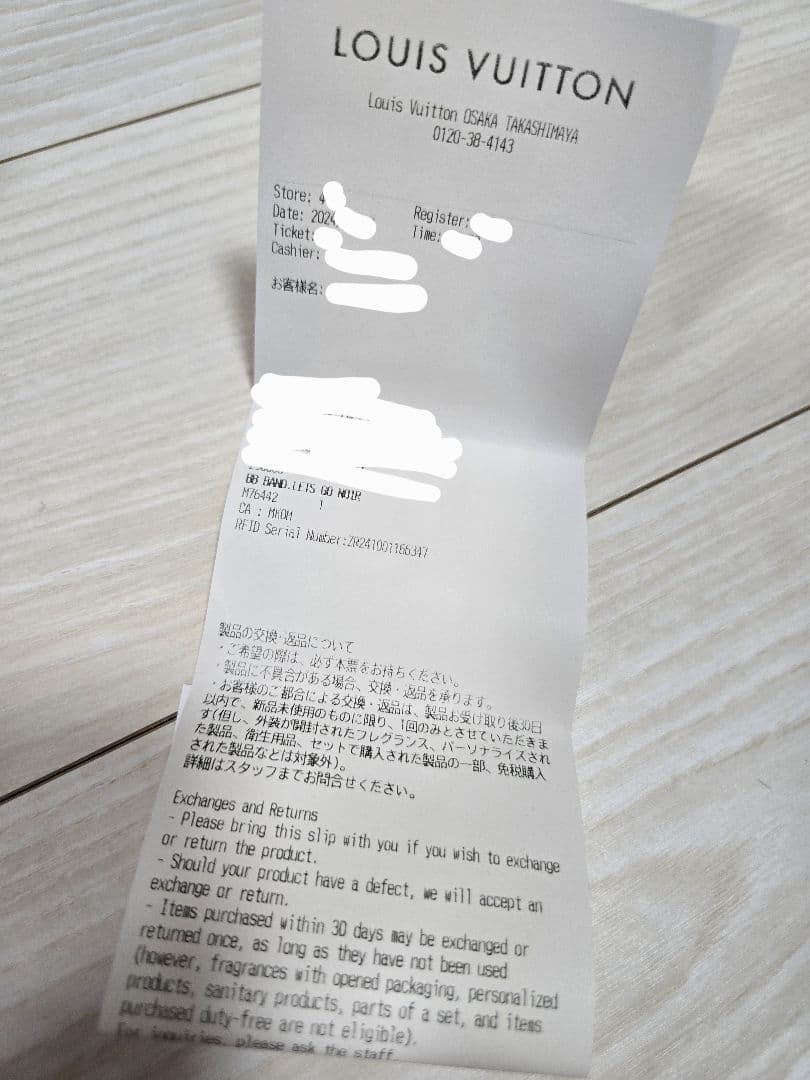 LOUIS VUITTON
Louis Vuitton OSAKA TAKASHIMAYA
0120-38-4143
Store: 4
Register:
Date: 2024
Time:
Ticket:
Cashier:
お客様名:
BB BAND.LETS GO NOIR
M76442 1
CA : MKOM
RFID Serial Number:ZR241001166347
製品の交換・返品について
・ご希望の際は、必ず本票をお持ちください。
・製品に不具合がある場合、交換・返品を承ります。
・お客様のご都合による交換・返品は、製品お受け取り後30日
以内で、新品未使用のものに限り、1回のみとさせていただきま
す(但し、外装が開封されたフレグランス、パーソナライズされ
た製品、衛生用品、セットで購入された製品の一部、免税購入
された製品などは対象外)。
詳細はスタッフまでお問合せください。
Exchanges and Returns
- Please bring this slip with you if you wish to exchange
or return the product.
- Should your product have a defect, we will accept an
exchange or return.
- Items purchased within 30 days may be exchanged or
returned once, as long as they have not been used
(however, fragrances with opened packaging, personalized
products, sanitary products, parts of a set, and items
purchased duty-free are not eligible).
For inquiries, please ask the staff.